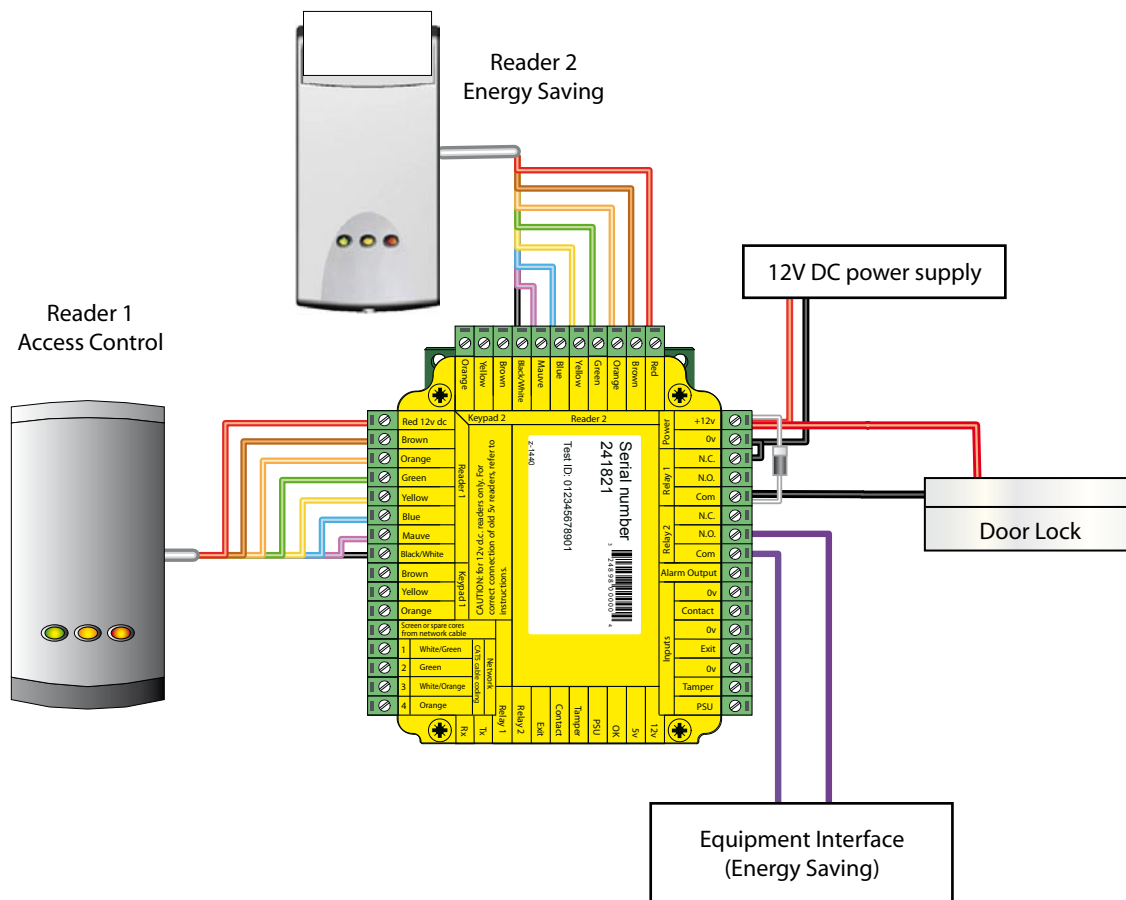 Reader 2
Energy Saving
Reader 1
Access Control
12V DC power supply
Door Lock
Equipment Interface
(Energy Saving)
Orange
Yellow
Brown
Black/White
Mauve
Blue
Yellow
Green
Orange
Brown
Red
Keypad 2
Reader 2
Red 12v dc
Brown
Orange
Green
Yellow
Blue
Mauve
Black/White
Brown
Yellow
Orange
Reader 1
Keypad 1
Screen or spare cores
from network cable
1 White/Green
2 Green
3 White/Orange
4 Orange
CAT5 cable coding
Network
CAUTION: for 12v d.c. readers only. For
correct connection of old 5v readers, refer to
instructions.
Serial number
241821
Test ID: 012345678901
z-1440
3 24898 00000 4
Power
+12v
0v
Relay 1
N.C.
N.O.
Com
Relay 2
N.C.
N.O.
Com
Alarm Output
Inputs
0v
Contact
0v
Exit
0v
Tamper
PSU
Rx
Tx
Relay 1
Relay 2
Exit
Contact
Tamper
PSU
OK
5v
12v